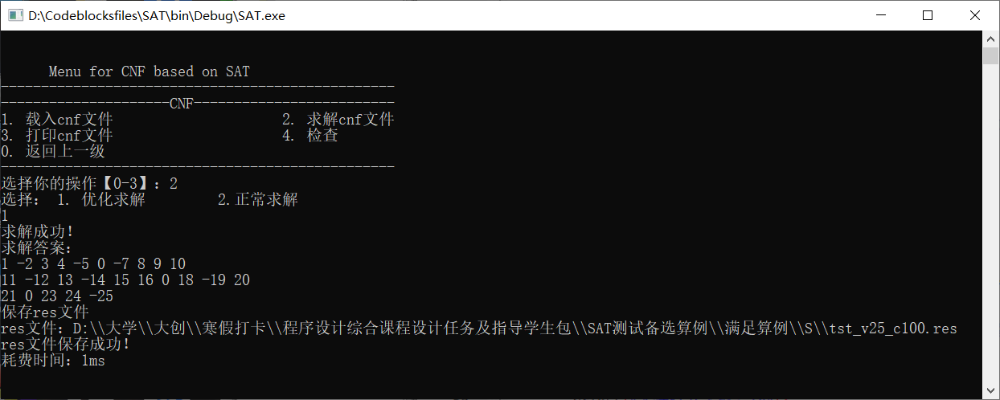 D:\Codeblocksfiles\SAT\bin\Debug\SAT.exe
Menu for CNF based on SAT
-------------------------------------------------
---------------------CNF-------------------------
1. 载入cnf文件                     2. 求解cnf文件
3. 打印cnf文件                     4. 检查
0. 返回上一级
-------------------------------------------------
选择你的操作【0-3】：2
选择： 1. 优化求解         2.正常求解
1
求解成功！
求解答案：
1 -2 3 4 -5 0 -7 8 9 10
11 -12 13 -14 15 16 0 18 -19 20
21 0 23 24 -25
保存res文件
res文件：D:\\大学\\大创\\寒假打卡\\程序设计综合课程设计任务及指导学生包\\SAT测试备选算例\\满足算例\\S\\tst_v25_c100.res
res文件保存成功！
耗费时间：1ms